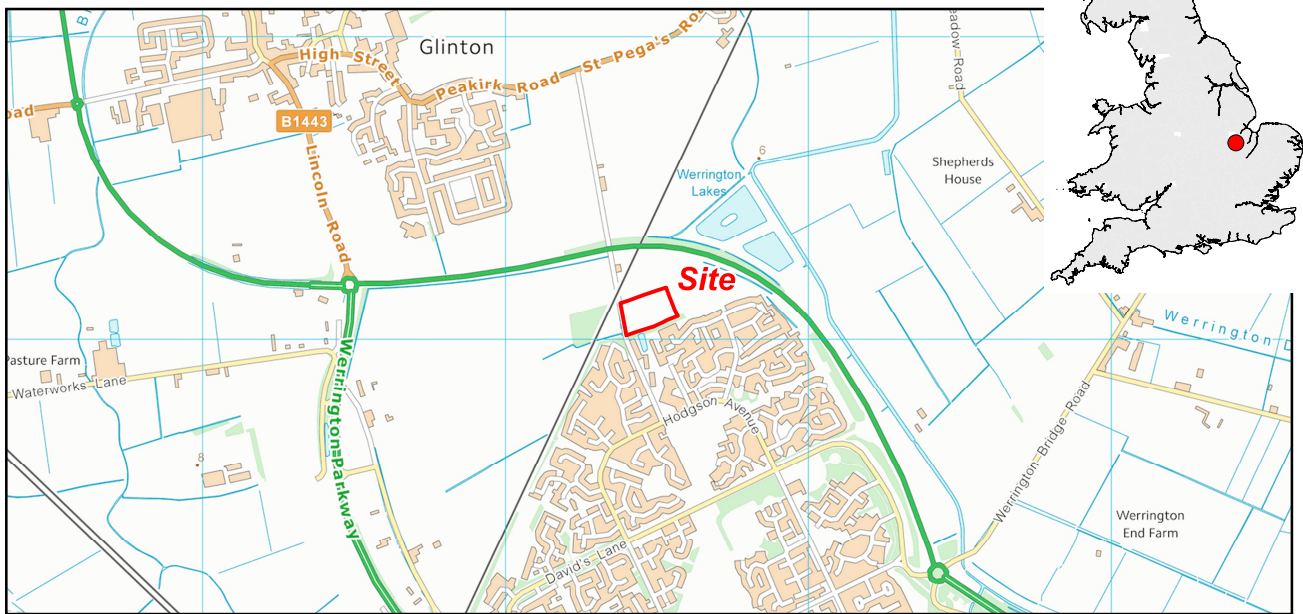 Glinton
High Street
Peakirk Road
St Pega's
B1443
Lincoln Road
Meadow Road
6
Werrington
Lakes
Shepherds
House
Site
Pasture Farm
Waterworks Lane
Werrington Parkway
Hodgson Avenue
Werrington
Werrington Bridge Road
8
David's Lane
Werrington
End Farm